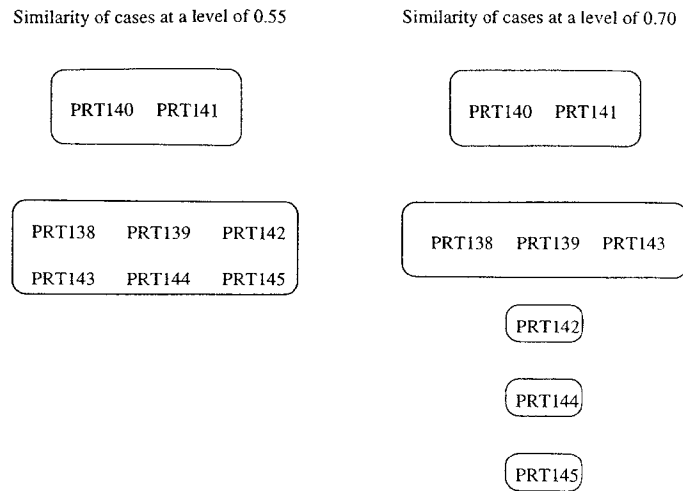 Similarity of cases at a level of 0.55
PRT140 PRT141
PRT138 PRT139 PRT142
PRT143 PRT144 PRT145
Similarity of cases at a level of 0.70
PRT140 PRT141
PRT138 PRT139 PRT143
PRT142
PRT144
PRT145